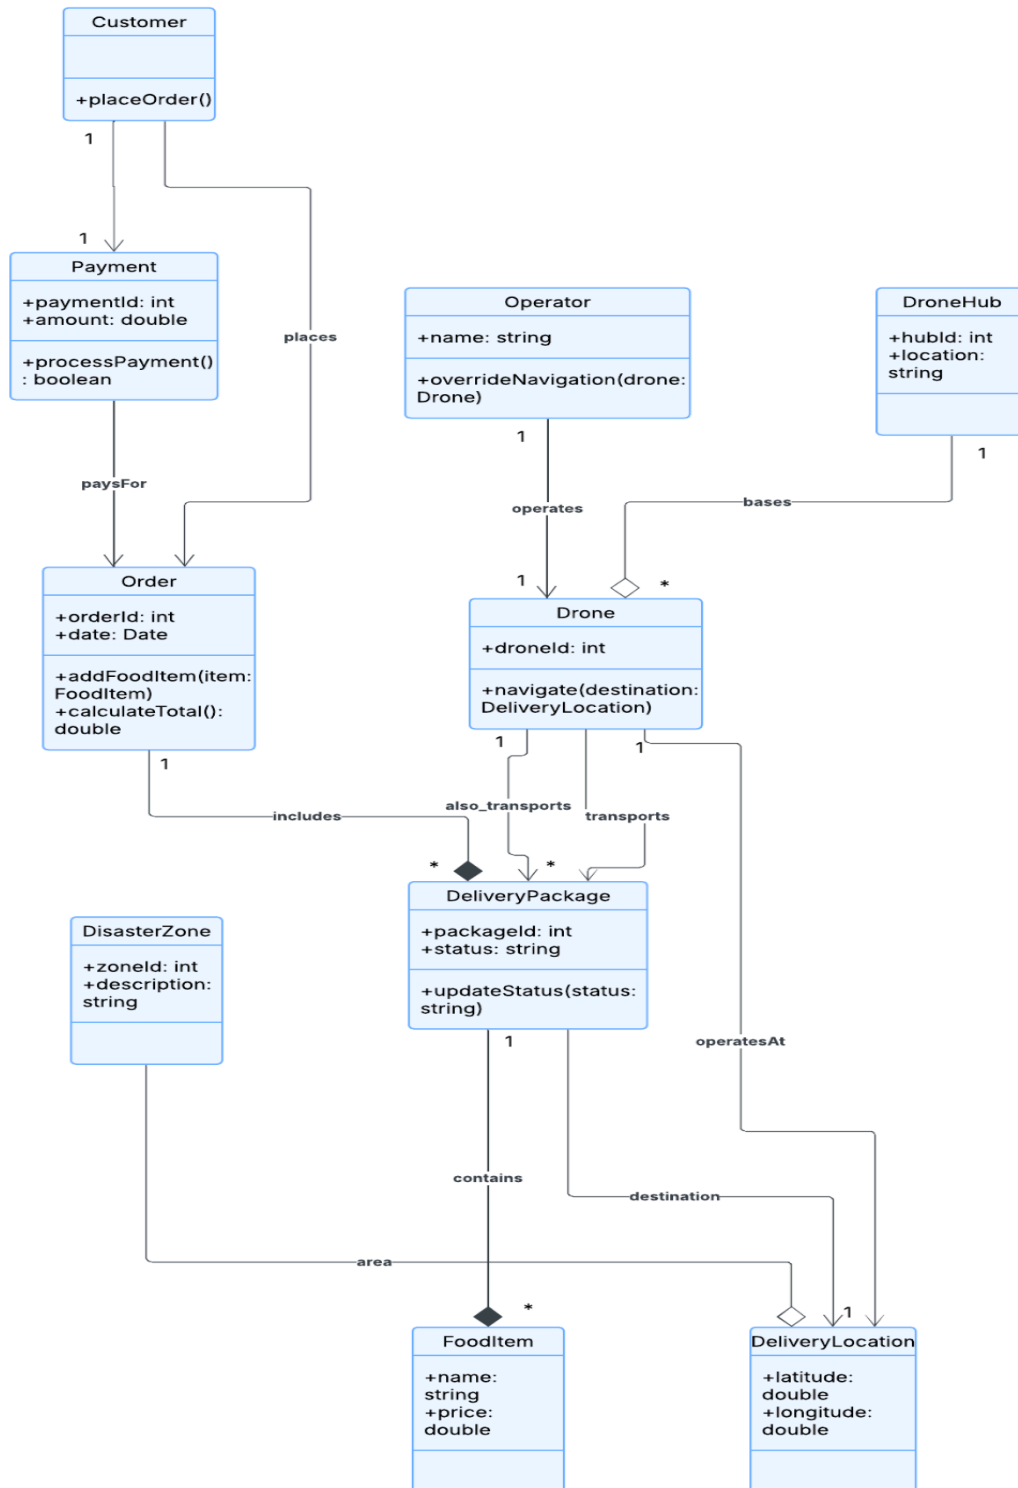 Customer
+placeOrder()
1
1
Payment
+paymentId: int
+amount: double
+processPayment()
: boolean
places
paysFor
Operator
+name: string
+overrideNavigation(drone:
Drone)
1
operates
1
DroneHub
+hubId: int
+location:
string
1
bases
*
Order
+orderId: int
+date: Date
+addFoodItem(item:
FoodItem)
+calculateTotal():
double
1
includes
*
Drone
+droneId: int
+navigate(destination:
DeliveryLocation)
1
1
also_transports
transports
*
DeliveryPackage
+packageId: int
+status: string
+updateStatus(status:
string)
1
DisasterZone
+zoneId: int
+description:
string
operatesAt
contains
destination
area
*
1
FoodItem
+name:
string
+price:
double
DeliveryLocation
+latitude:
double
+longitude:
double